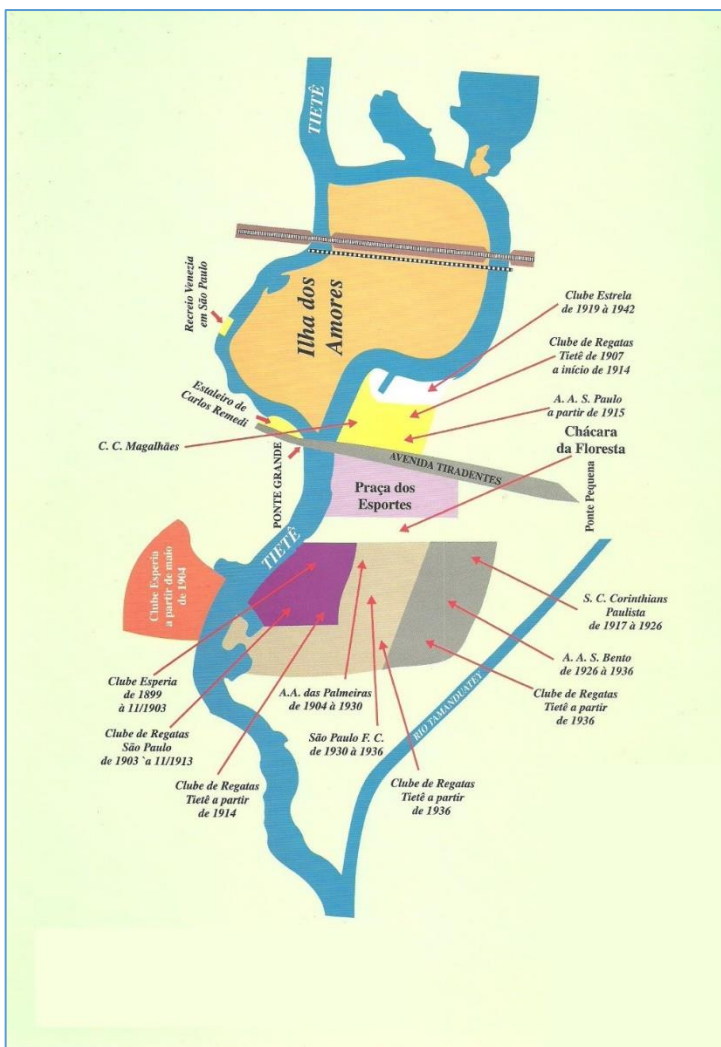 TIETÊ
Recreio Venezia
em São Paulo
Ilha dos
Amores
Clube Estrela
de 1919 à 1942
Clube de Regatas
Tietê de 1907
a início de 1914
Estaleiro de
Carlos Remedi
A. A. S. Paulo
a partir de 1915
C. C. Magalhães
Chácara
da Floresta
AVENIDA TIRADENTES
PONTE GRANDE
Praça dos
Esportes
Ponte Pequena
TIETÊ
Clube Esperia
a partir de maio
de 1904
S. C. Corinthians
Paulista
de 1917 à 1926
A. A. S. Bento
de 1926 à 1936
Clube de Regatas
Tietê a partir
de 1936
Clube Esperia
de 1899
à 11/1903
A.A. das Palmeiras
de 1904 à 1930
Clube de Regatas
São Paulo
de 1903 `a 11/1913
São Paulo F. C.
de 1930 à 1936
RIO TAMANDUATEY
Clube de Regatas
Tietê a partir
de 1914
Clube de Regatas
Tietê a partir
de 1936